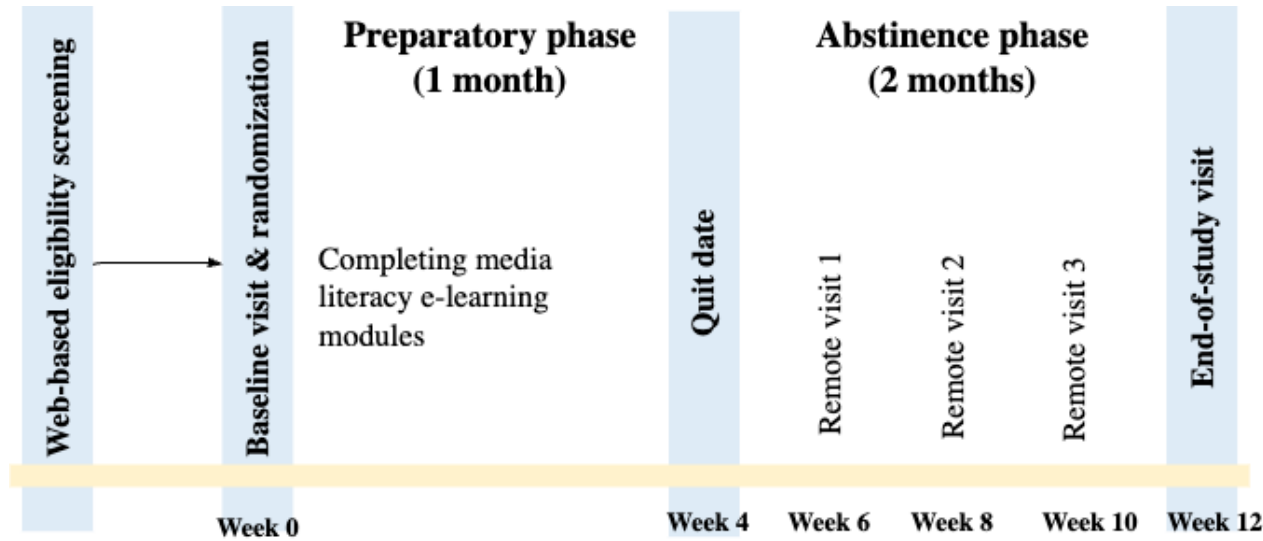 Web-based eligibility screening
Baseline visit & randomization
Preparatory phase
(1 month)
Completing media
literacy e-learning
modules
Quit date
Abstinence phase
(2 months)
Remote visit 1
Remote visit 2
Remote visit 3
End-of-study visit
Week 0
Week 4
Week 6
Week 8
Week 10
Week 12